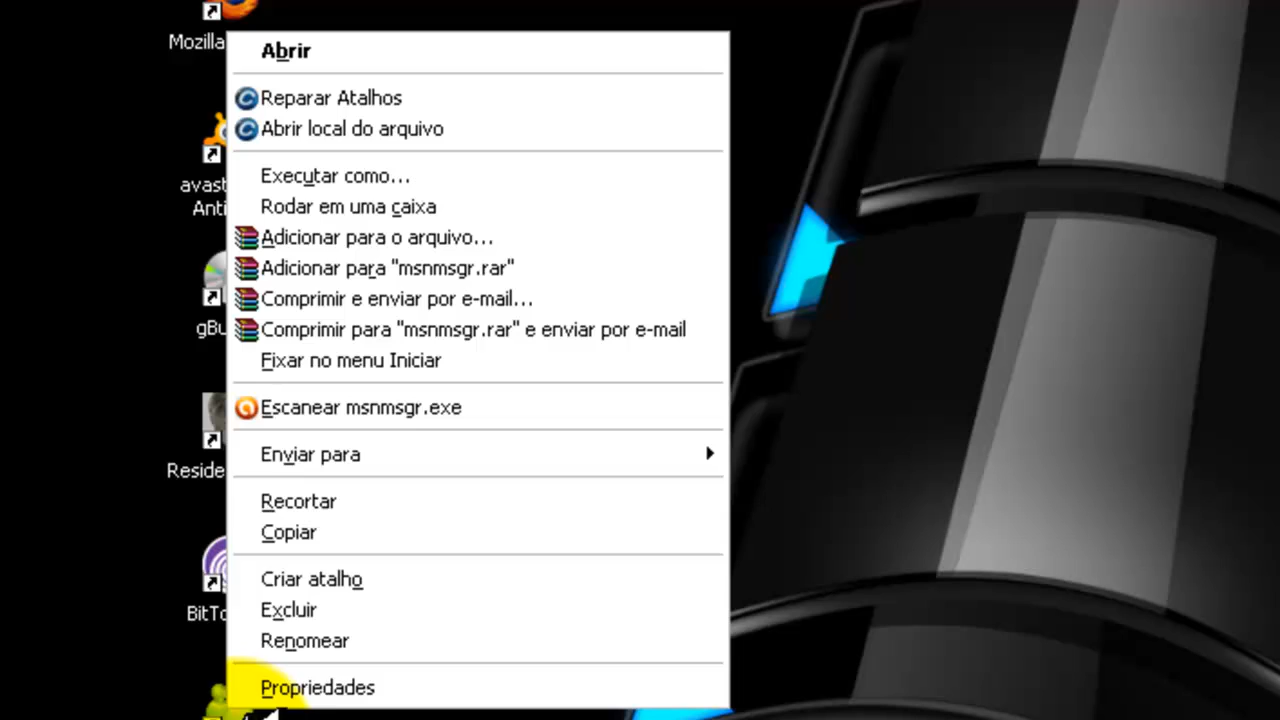 Mozilla
Abrir
Reparar Atalhos
Abrir local do arquivo
avast
Anti
Executar como...
Rodar em uma caixa
Adicionar para o arquivo...
Adicionar para "msnmsgr.rar"
Comprimir e enviar por e-mail...
gBu
Comprimir para "msnmsgr.rar" e enviar por e-mail
Fixar no menu Iniciar
Escanear msnmsgr.exe
Enviar para
Reside
Recortar
Copiar
Criar atalho
BitTo
Excluir
Renomear
Propriedades